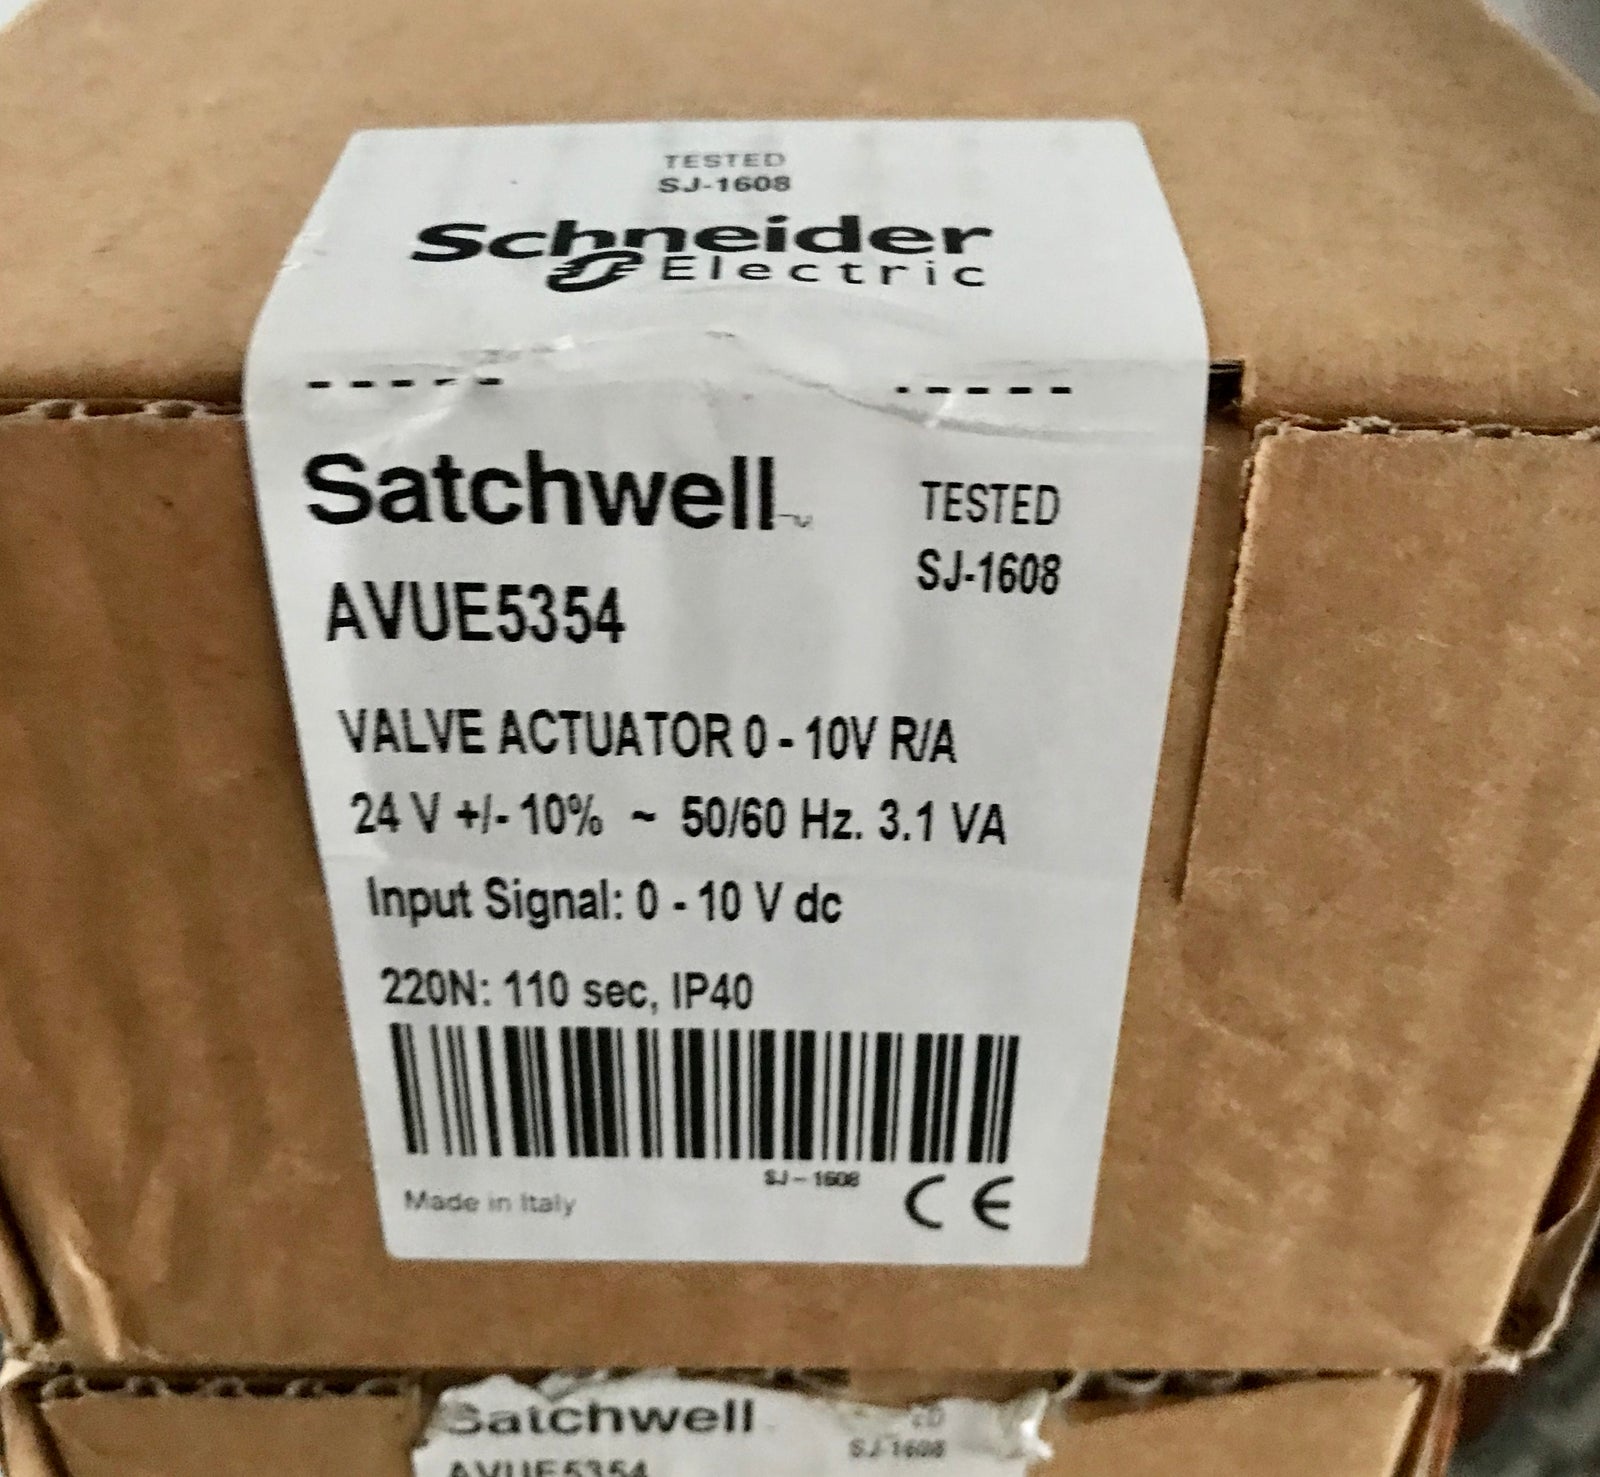 TESTED
SJ-1608
Schneider
Electric
Satchwell
TESTED
SJ-1608
AVUE5354
VALVE ACTUATOR 0 - 10V R/A
24 V +/- 10% ~ 50/60 Hz. 3.1 VA
Input Signal: 0 - 10 V dc
220N: 110 sec, IP40
SJ-1608
Made in Italy
CE
Satchwell
SJ-1608
AVUE5354